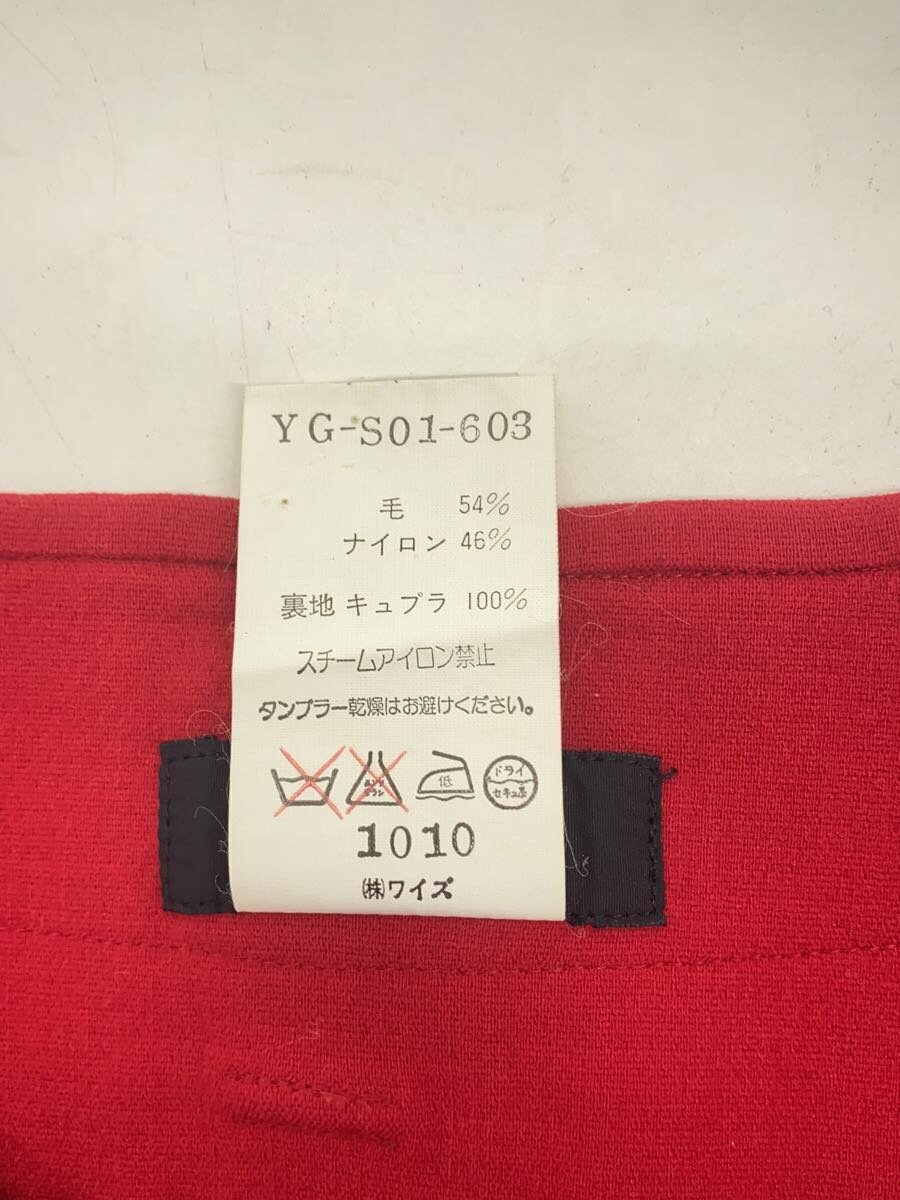 YG-S01-603
毛 54%
ナイロン 46%
裏地 キュプラ 100%
スチームアイロン禁止
タンブラー乾燥はお避けください。
低
ドライ
セキユ系
1010
㈱ワイズ